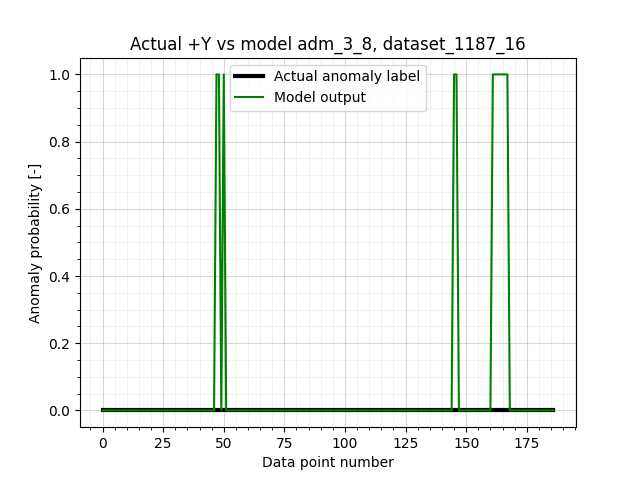 Actual +Y vs model adm_3_8, dataset_1187_16
Actual anomaly label
Model output
Anomaly probability [-]
1.0
0.8
0.6
0.4
0.2
0.0
0 25 50 75 100 125 150 175
Data point number